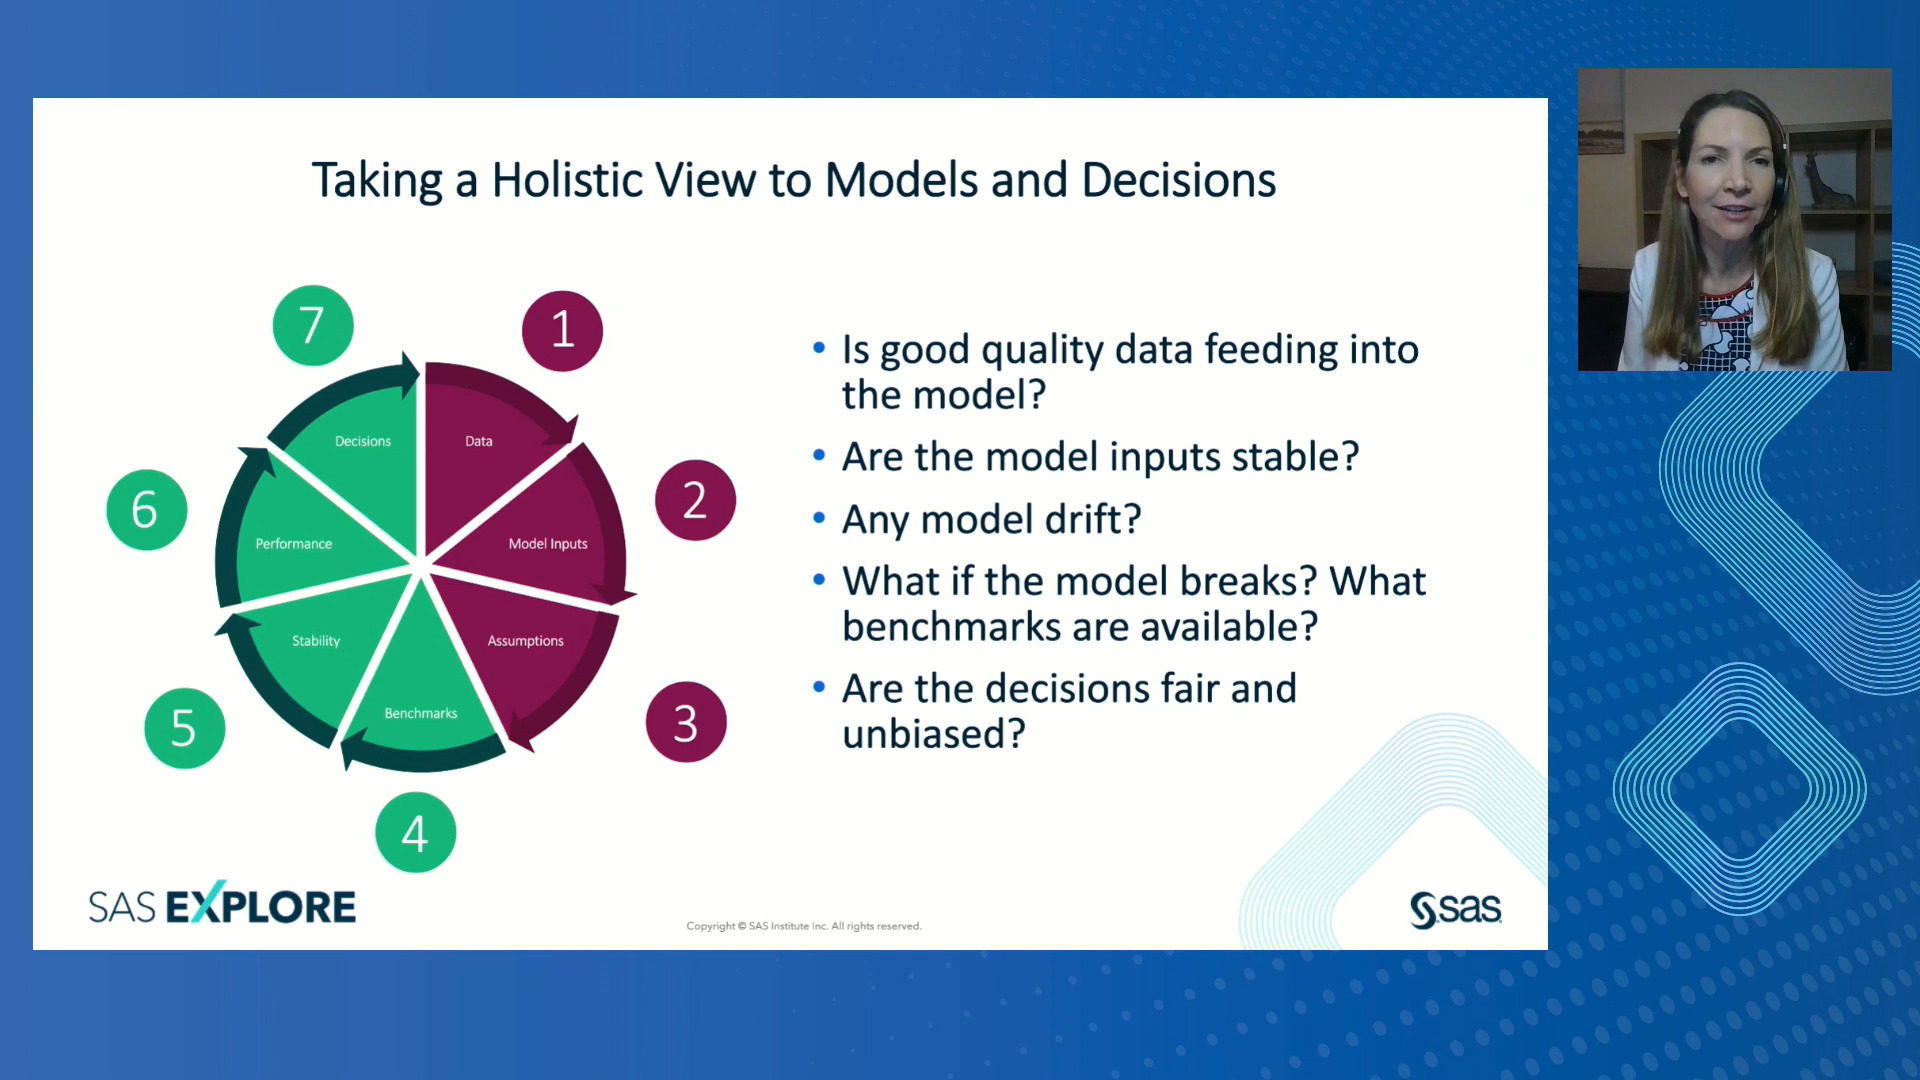 Taking a Holistic View to Models and Decisions
7
1
6
2
5
3
4
Decisions
Data
Performance
Model Inputs
Stability
Assumptions
Benchmarks
• Is good quality data feeding into
the model?
• Are the model inputs stable?
• Any model drift?
• What if the model breaks? What
benchmarks are available?
• Are the decisions fair and
unbiased?
SAS EXPLORE
Copyright © SAS Institute Inc. All rights reserved.
sas